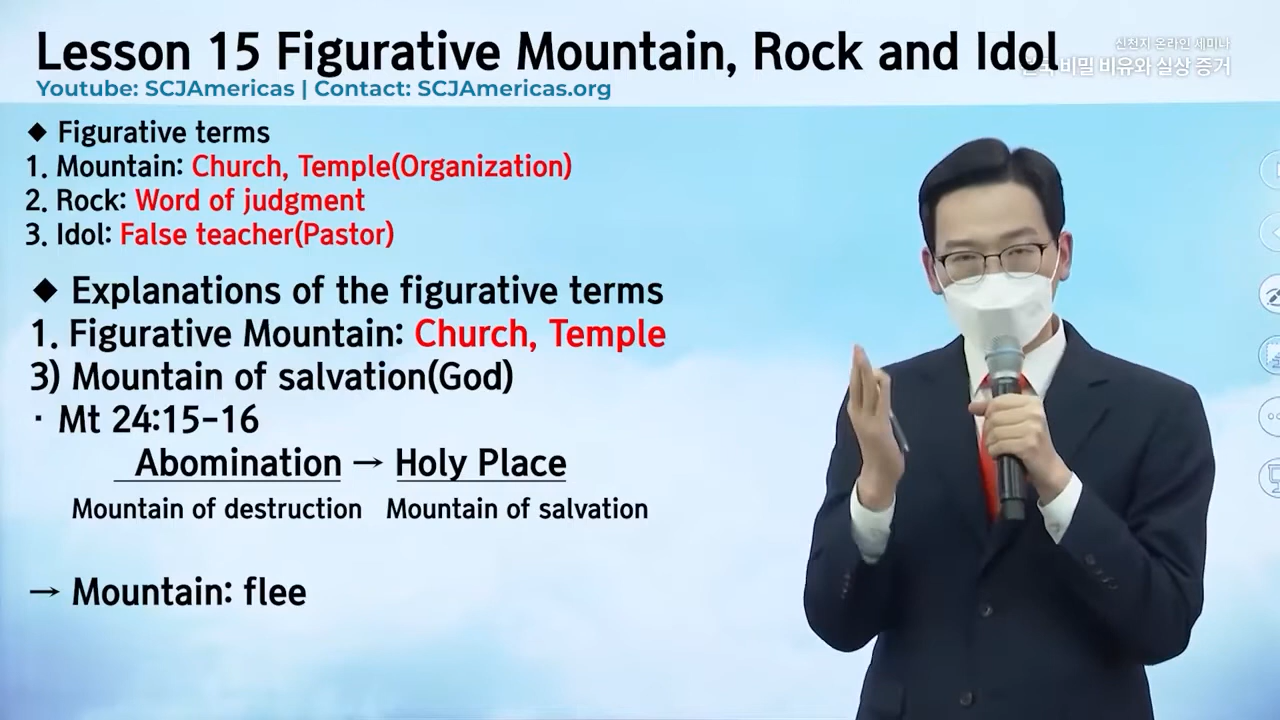 Lesson 15 Figurative Mountain, Rock and Idol
신천지 온라인 세미나
비밀 비유와 실상 증거
Youtube: SCJAmericas | Contact: SCJAmericas.org
◆ Figurative terms
1. Mountain: Church, Temple(Organization)
2. Rock: Word of judgment
3. Idol: False teacher(Pastor)
◆ Explanations of the figurative terms
1. Figurative Mountain: Church, Temple
3) Mountain of salvation(God)
· Mt 24:15-16
Abomination → Holy Place
Mountain of destruction Mountain of salvation
→ Mountain: flee